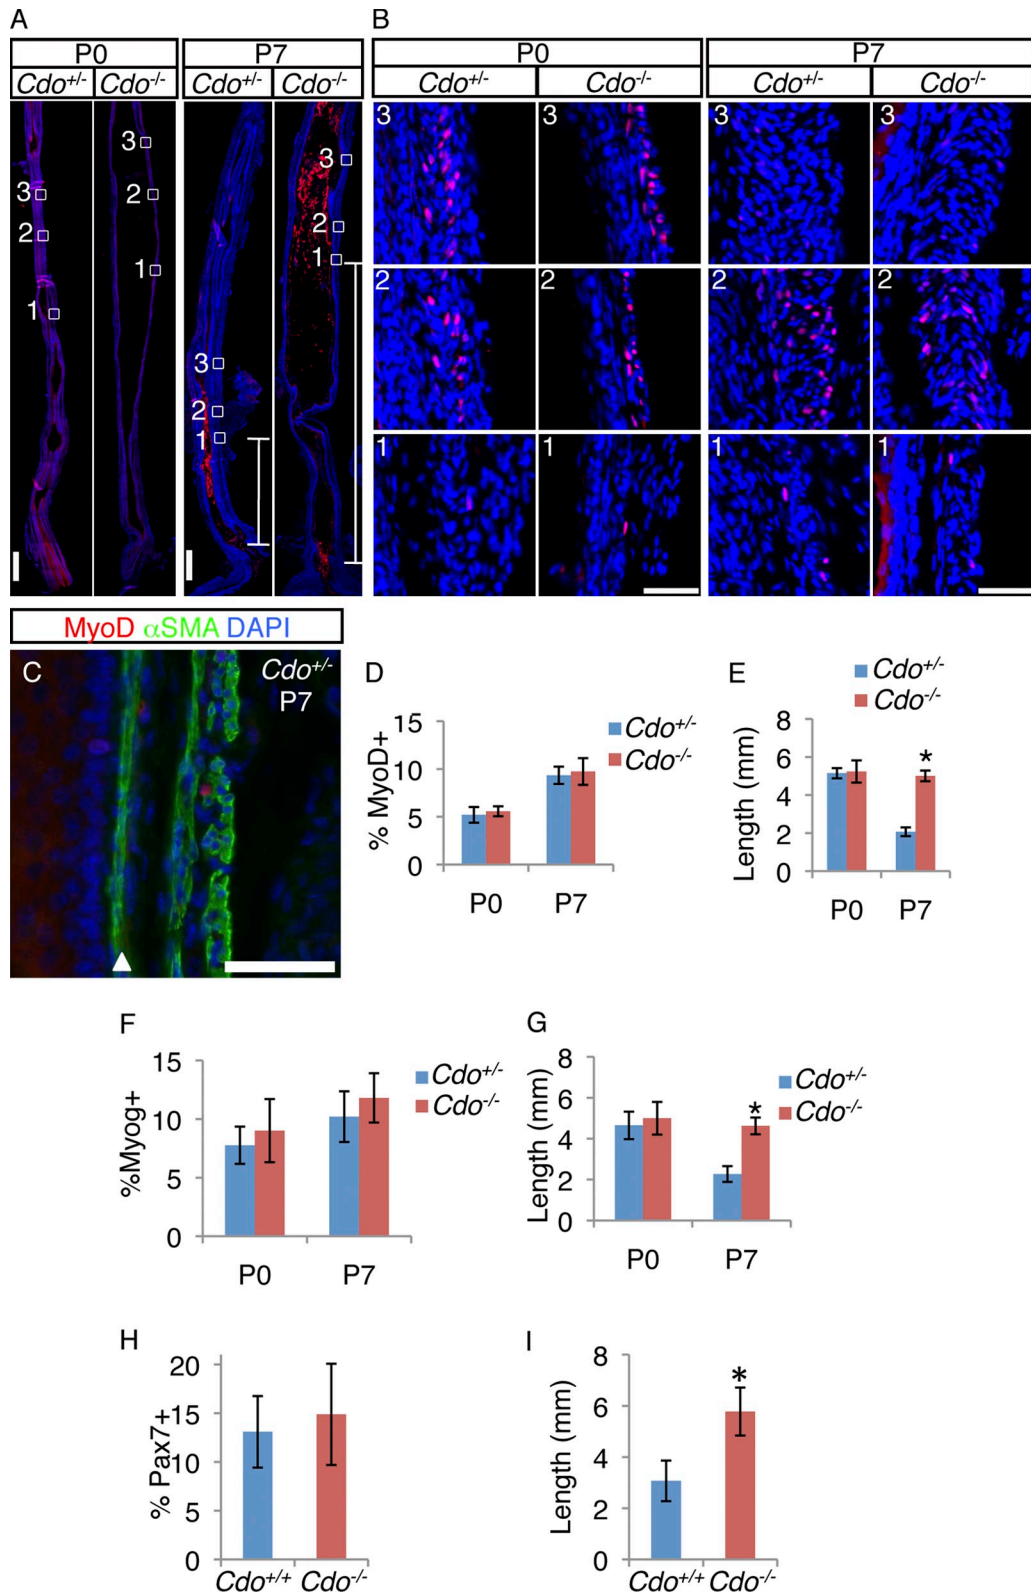 A
B
P0 P7
Cdo+/- Cdo-/- Cdo+/- Cdo-/-
3 2 1
3 2 1
3 2 1
3 2 1
P0 P7
Cdo+/- Cdo-/- Cdo+/- Cdo-/-
3 3 3 3
2 2 2 2
1 1 1 1
MyoD αSMA DAPI
C
Cdo+/-
P7
D
Cdo+/-
Cdo-/-
% MyoD+
15
10
5
0
P0 P7
E
Cdo+/-
Cdo-/-
Length (mm)
8
6
4
2
0
*
P0 P7
F
Cdo+/-
Cdo-/-
%Myog+
15
10
5
0
P0 P7
G
Cdo+/-
Cdo-/-
Length (mm)
8
6
4
2
0
*
P0 P7
H
% Pax7+
20
15
10
5
0
Cdo+/+ Cdo-/-
I
Length (mm)
8
6
4
2
0
*
Cdo+/+ Cdo-/-